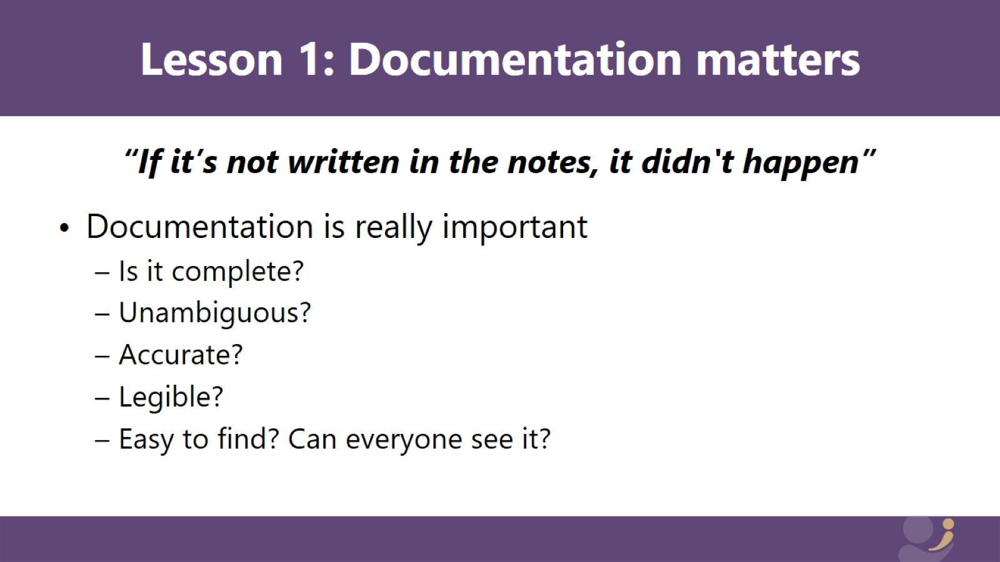 Lesson 1: Documentation matters
“If it’s not written in the notes, it didn't happen”
• Documentation is really important
– Is it complete?
– Unambiguous?
– Accurate?
– Legible?
– Easy to find? Can everyone see it?